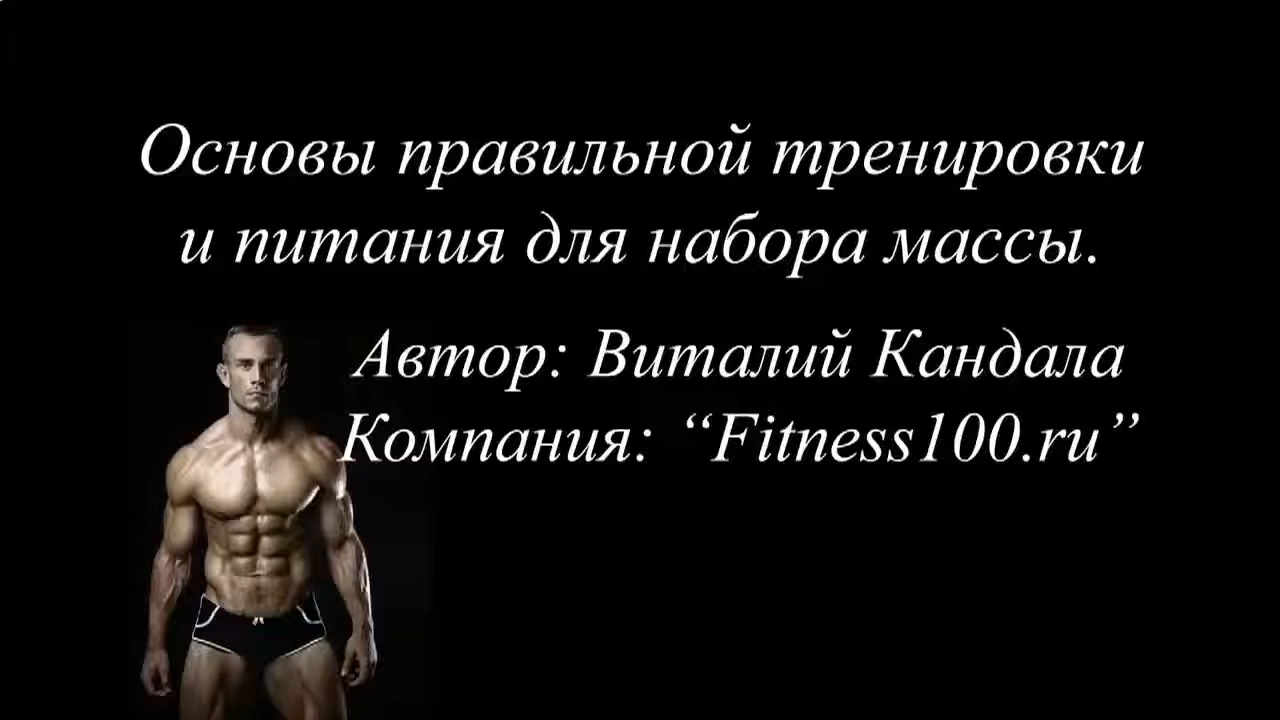 Основы правильной тренировки
и питания для набора массы.
Автор: Виталий Кандала
Компания: “Fitness100.ru”